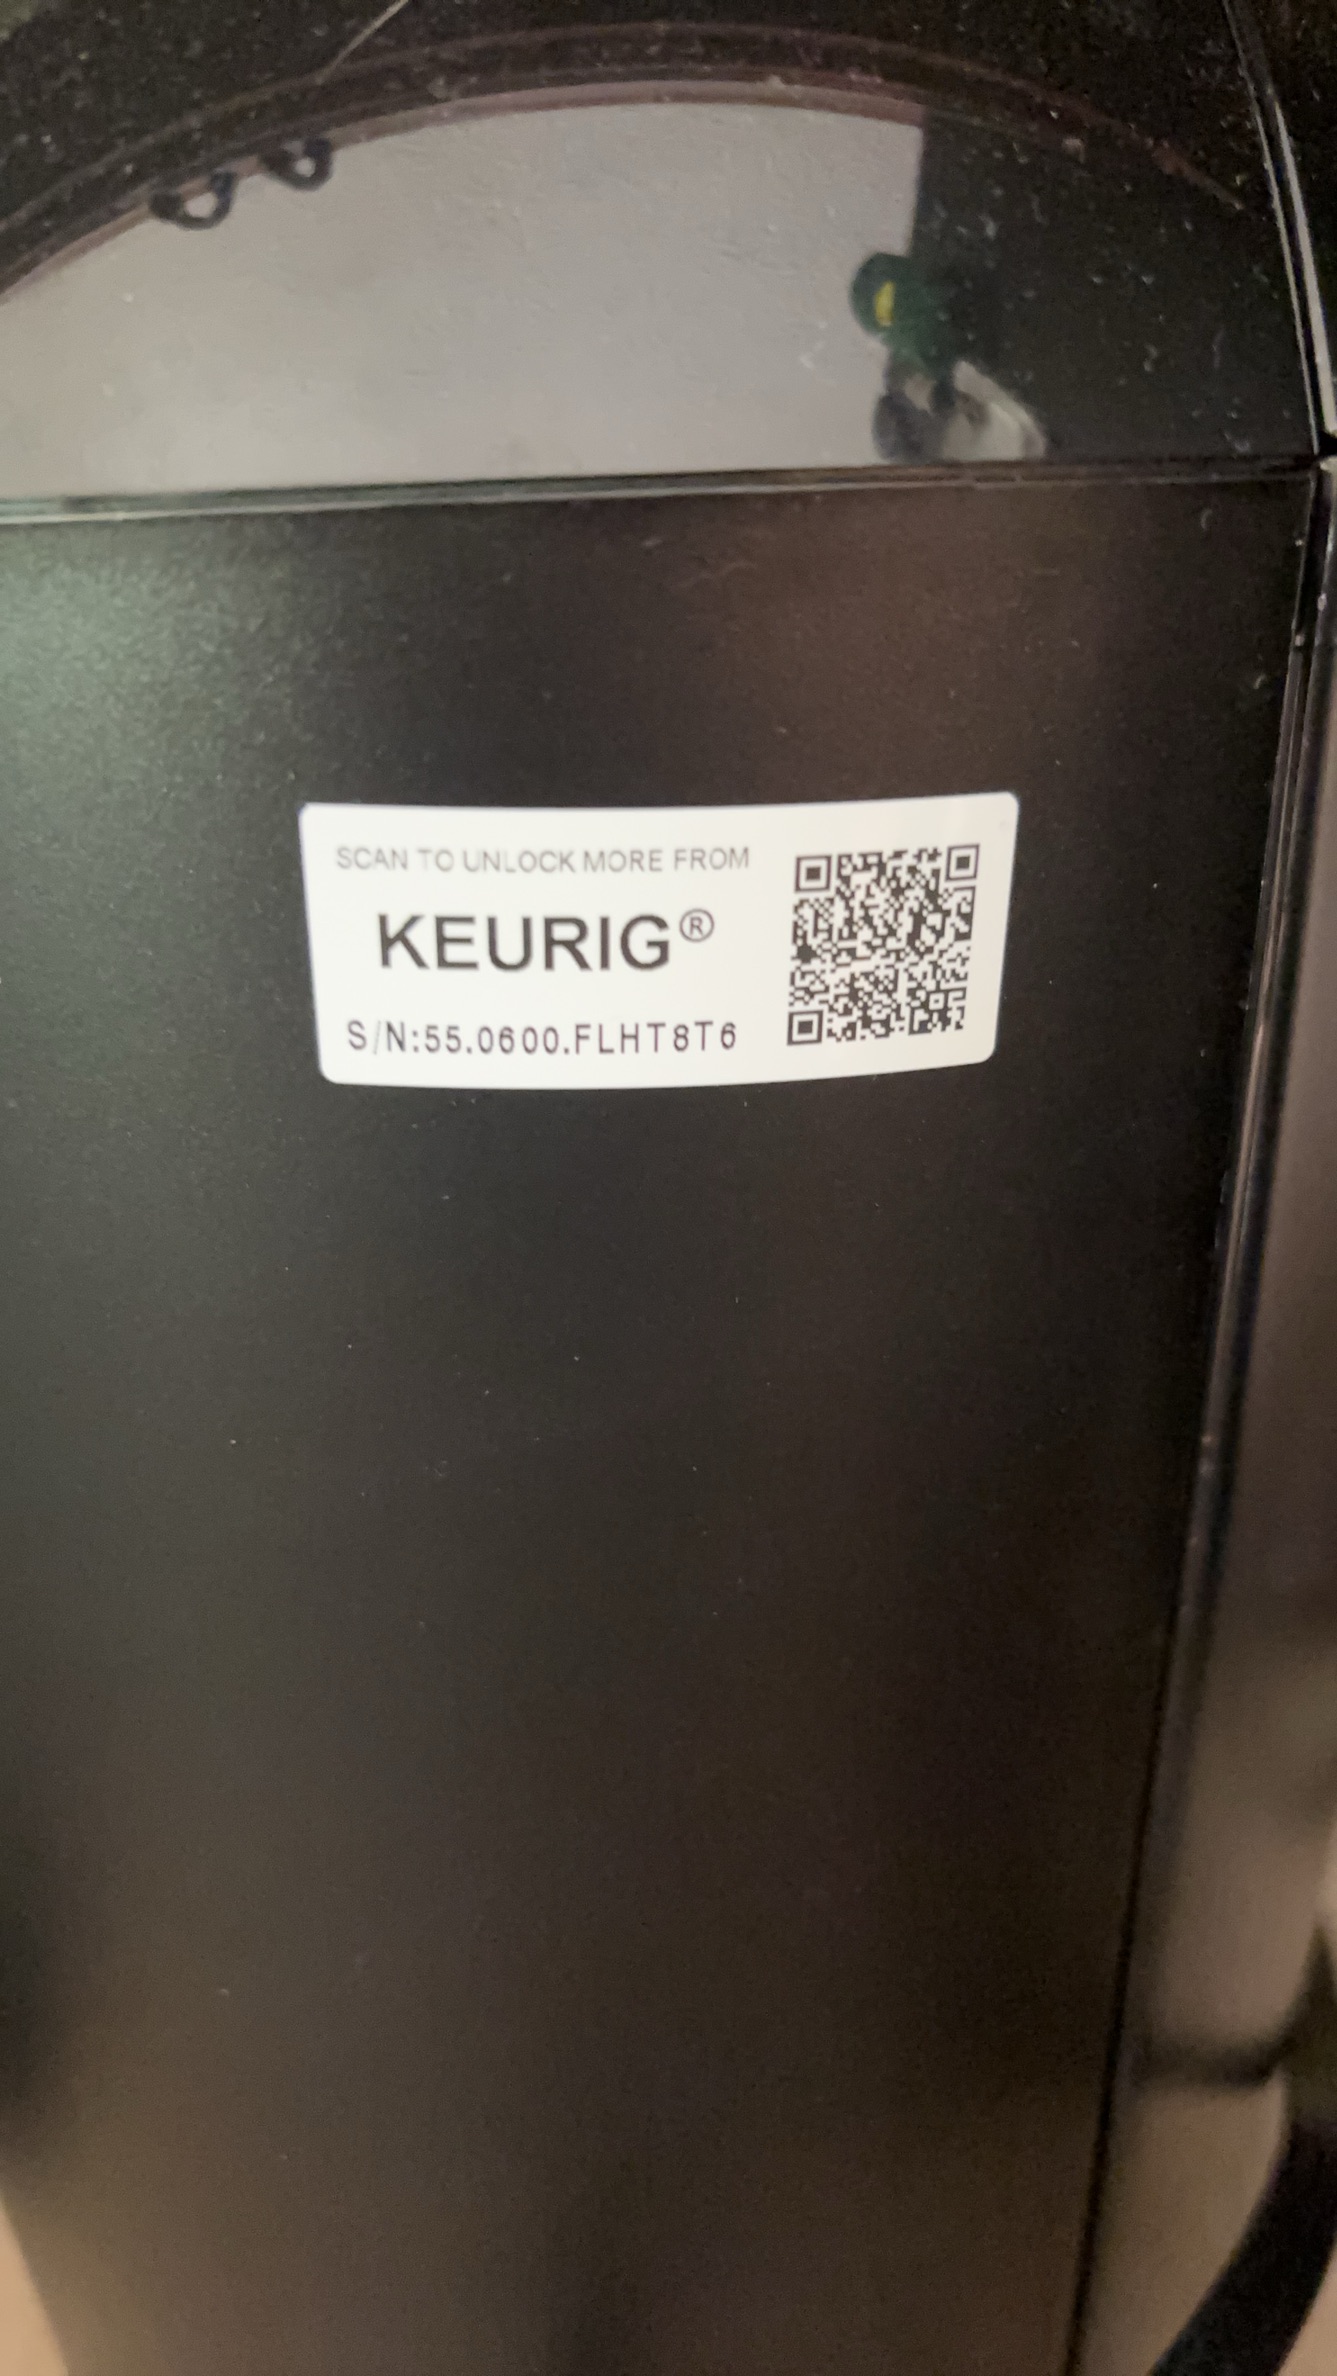 SCAN TO UNLOCK MORE FROM
KEURIG®
S/N:55.0600.FLHT8T6